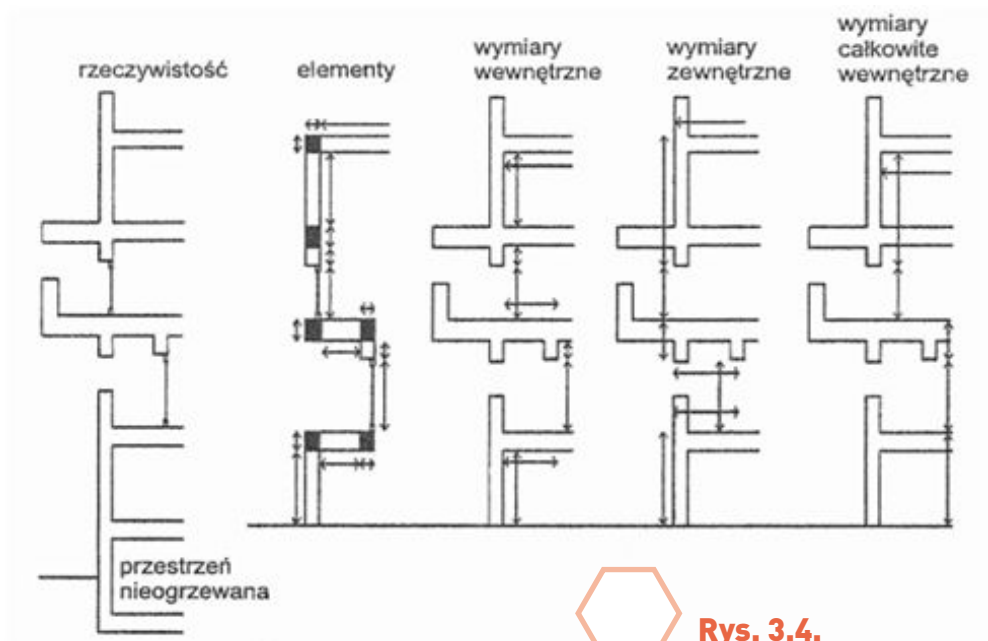 rzeczywistość
elementy
wymiary
wewnętrzne
wymiary
zewnętrzne
wymiary
całkowite
wewnętrzne
przestrzeń
nieogrzewana
Rys. 3.4.